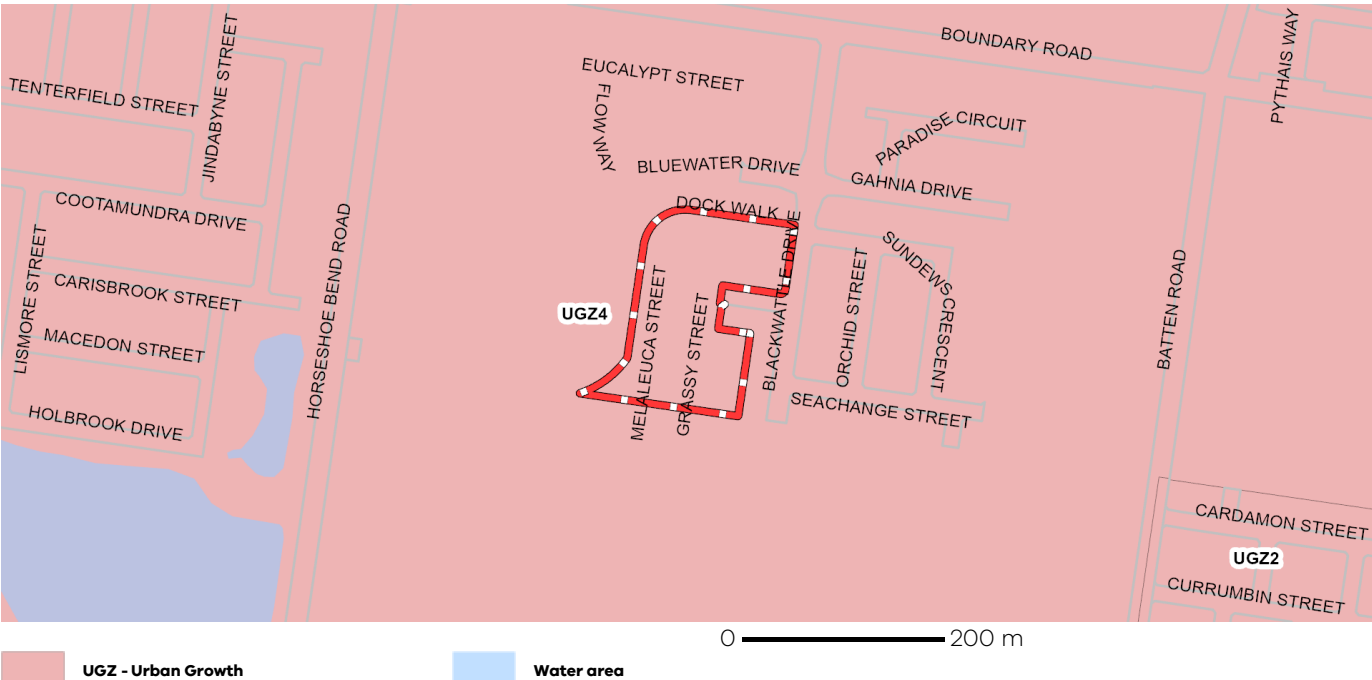 BOUNDARY ROAD
PYTHAIS WAY
JINDABYNE STREET
EUCALYPT STREET
TENTERFIELD STREET
FLOW WAY
PARADISE CIRCUIT
BLUEWATER DRIVE
GAHNIA DRIVE
COOTAMUNDRA DRIVE
DOCK WALK
HORSESHOE BEND ROAD
LISMORE STREET
CARISBROOK STREET
MACEDON STREET
HOLBROOK DRIVE
UGZ4
MELALEUCA STREET
GRASSY STREET
BLACKWATTLE DRIVE
ORCHID STREET
SUNDEWS CRESCENT
BATTEN ROAD
SEACHANGE STREET
CARDAMON STREET
UGZ2
CURRUMBIN STREET
0 200 m
UGZ - Urban Growth
Water area